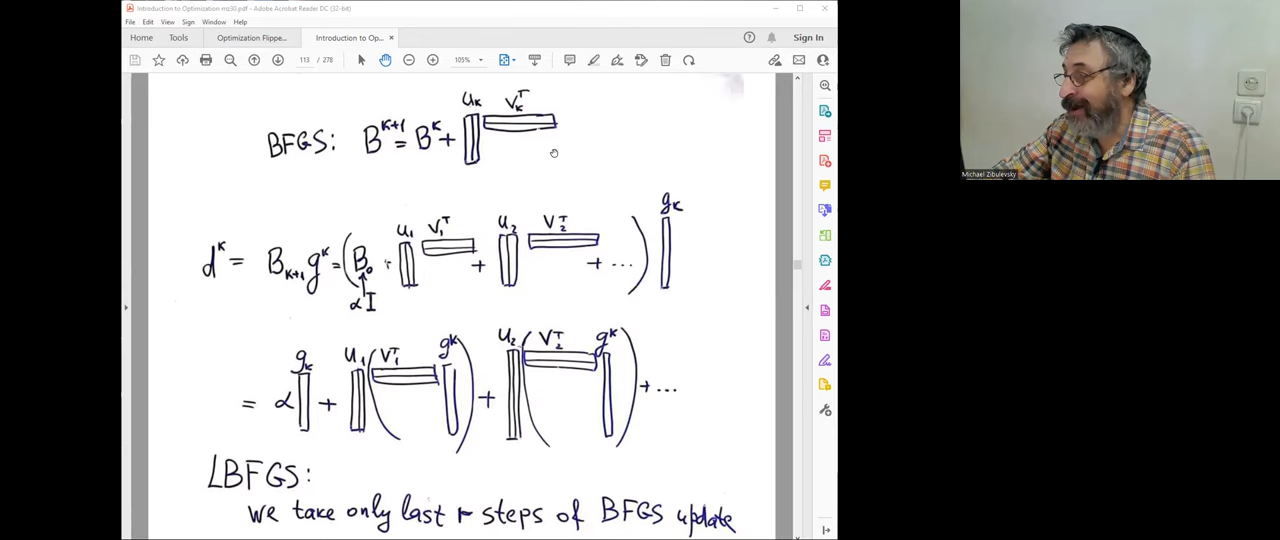 Introduction to Optimization mz30.pdf - Adobe Acrobat Reader DC (32-bit)
File Edit View Sign Window Help
Home Tools Optimization Flippe... Introduction to Op... × Sign In
113 / 278 105%
u_k V_k^T
BFGS: B^{k+1} = B^k +
g_k
u_1 V_1^T u_2 V_2^T
d^k = B_{k+1} g^k = (B_0 + + + ... )
αI
g_k u_1 ( V_1^T g^k ) u_2 ( V_2^T g^k )
= α + + + ...
LBFGS:
we take only last r steps of BFGS update
Michael Zibulevsky